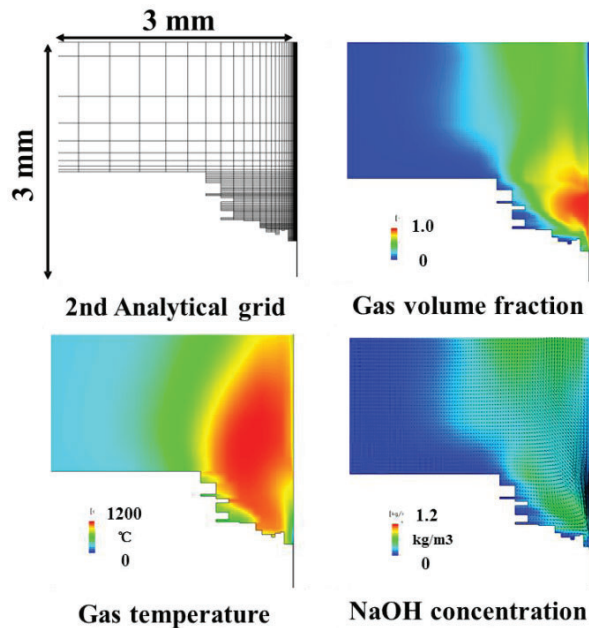 3 mm
3 mm
2nd Analytical grid
1.0
0
Gas volume fraction
1200
℃
0
Gas temperature
1.2
kg/m3
0
NaOH concentration